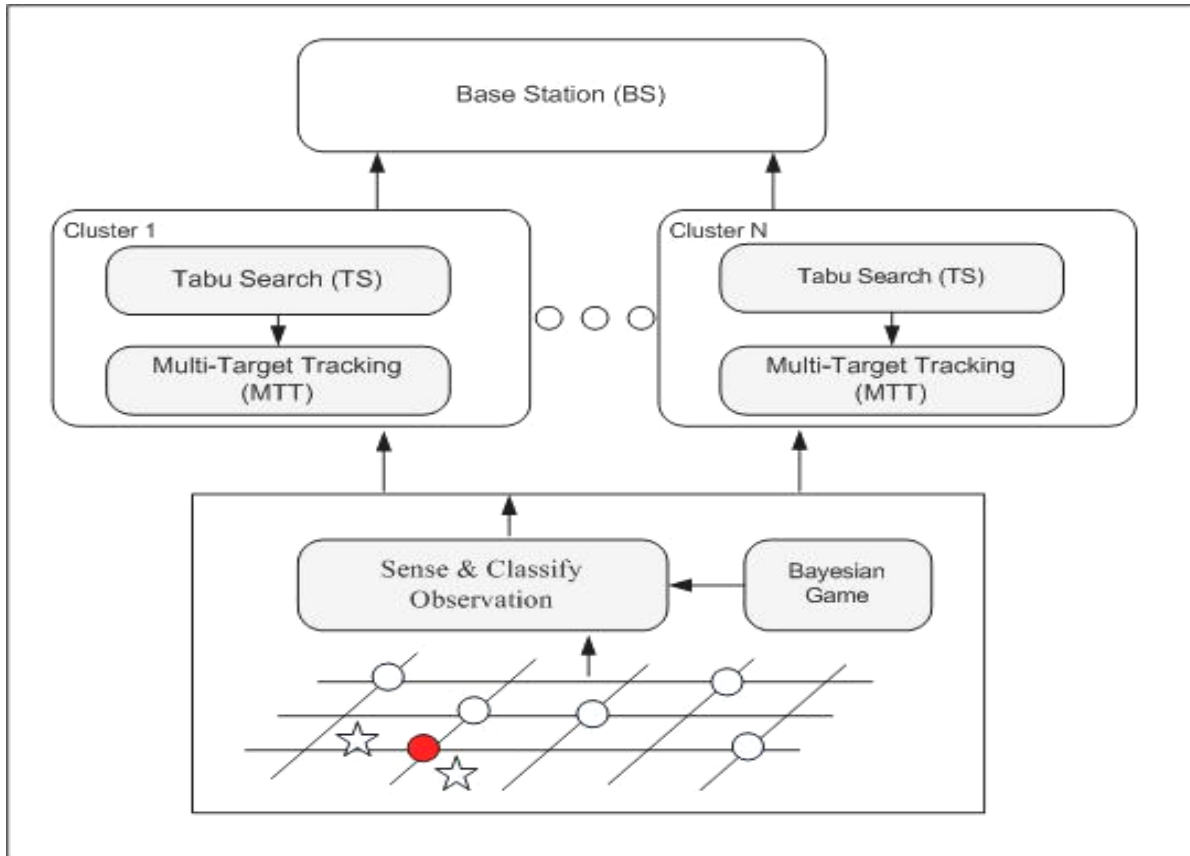 Base Station (BS)
Cluster 1
Tabu Search (TS)
Multi-Target Tracking
(MTT)
Cluster N
Tabu Search (TS)
Multi-Target Tracking
(MTT)
Sense & Classify
Observation
Bayesian
Game